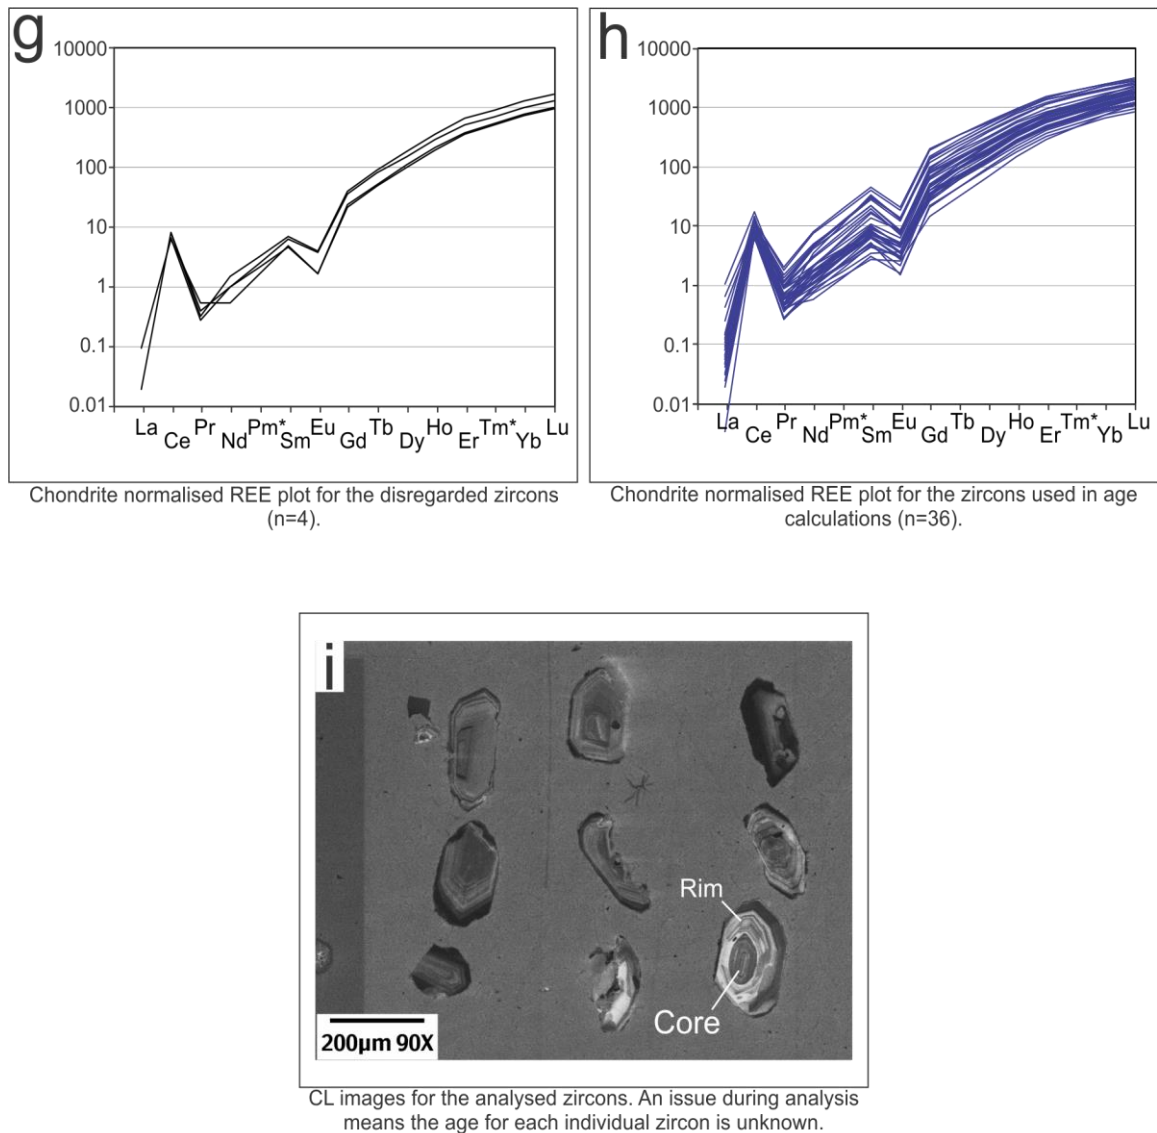 g
10000
1000
100
10
1
0.1
0.01
La Ce Pr Nd Pm* Sm Eu Gd Tb Dy Ho Er Tm* Yb Lu
Chondrite normalised REE plot for the disregarded zircons
(n=4).
h
10000
1000
100
10
1
0.1
0.01
La Ce Pr Nd Pm* Sm Eu Gd Tb Dy Ho Er Tm* Yb Lu
Chondrite normalised REE plot for the zircons used in age
calculations (n=36).
i
Rim
Core
200µm 90X
CL images for the analysed zircons. An issue during analysis
means the age for each individual zircon is unknown.